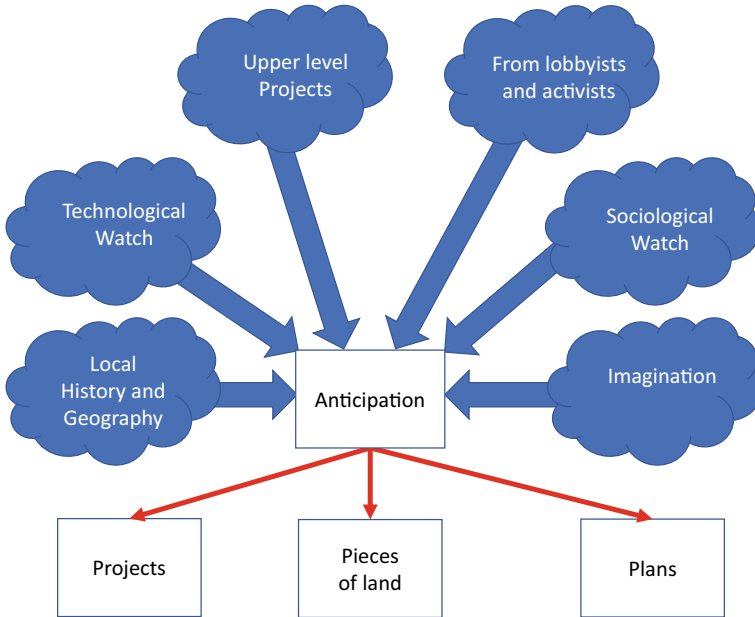 Upper level
Projects
From lobbyists
and activists
Technological
Watch
Sociological
Watch
Local
History and
Geography
Anticipation
Imagination
Projects
Pieces
of land
Plans